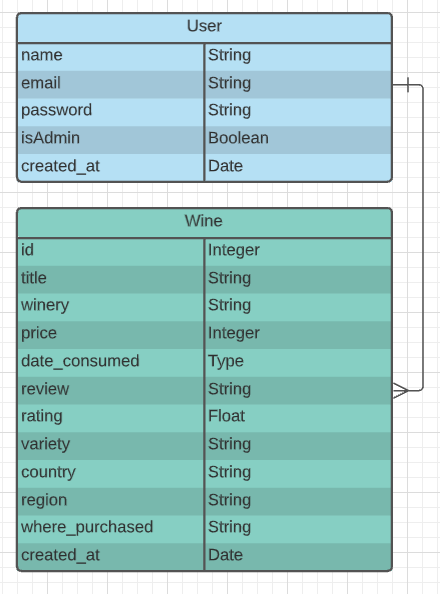 User
name String
email String
password String
isAdmin Boolean
created_at Date
Wine
id Integer
title String
winery String
price Integer
date_consumed Type
review String
rating Float
variety String
country String
region String
where_purchased String
created_at Date